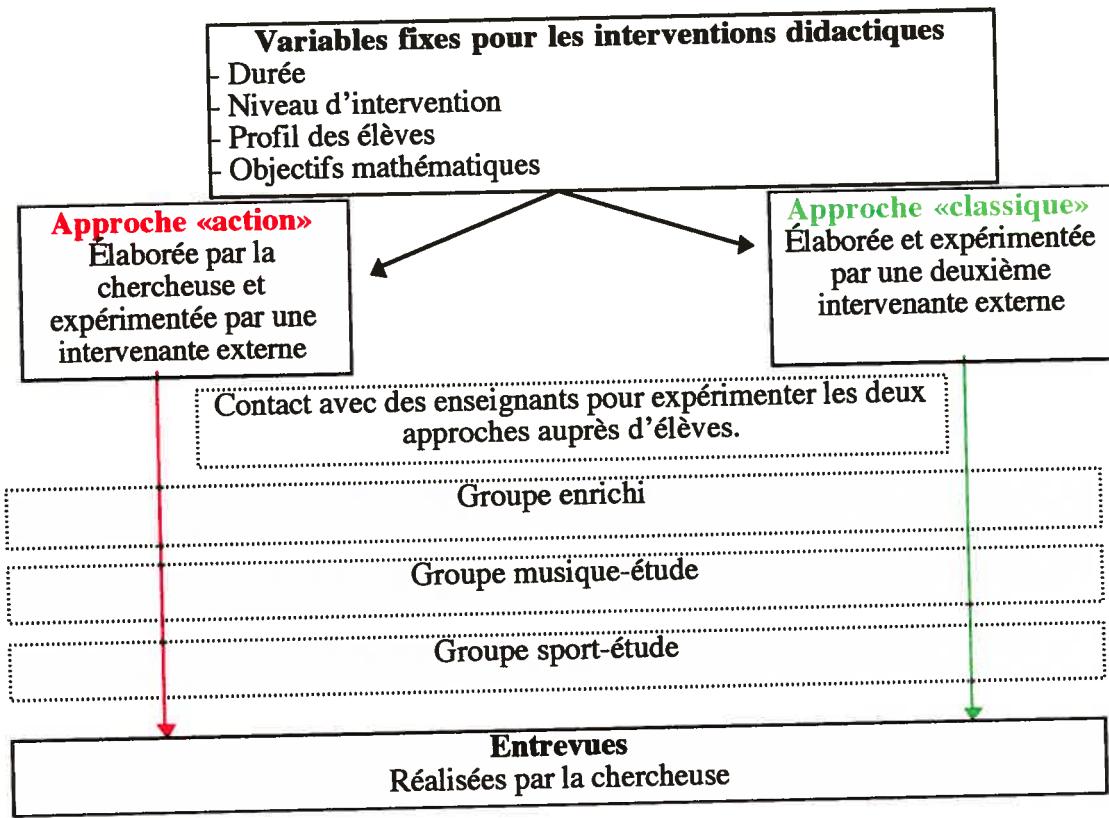 Variables fixes pour les interventions didactiques
- Durée
- Niveau d'intervention
- Profil des élèves
- Objectifs mathématiques
Approche «action»
Élaborée par la
chercheuse et
expérimentée par une
intervenante externe
Approche «classique»
Élaborée et expérimentée
par une deuxième
intervenante externe
Contact avec des enseignants pour expérimenter les deux
approches auprès d'élèves.
Groupe enrichi
Groupe musique-étude
Groupe sport-étude
Entrevues
Réalisées par la chercheuse